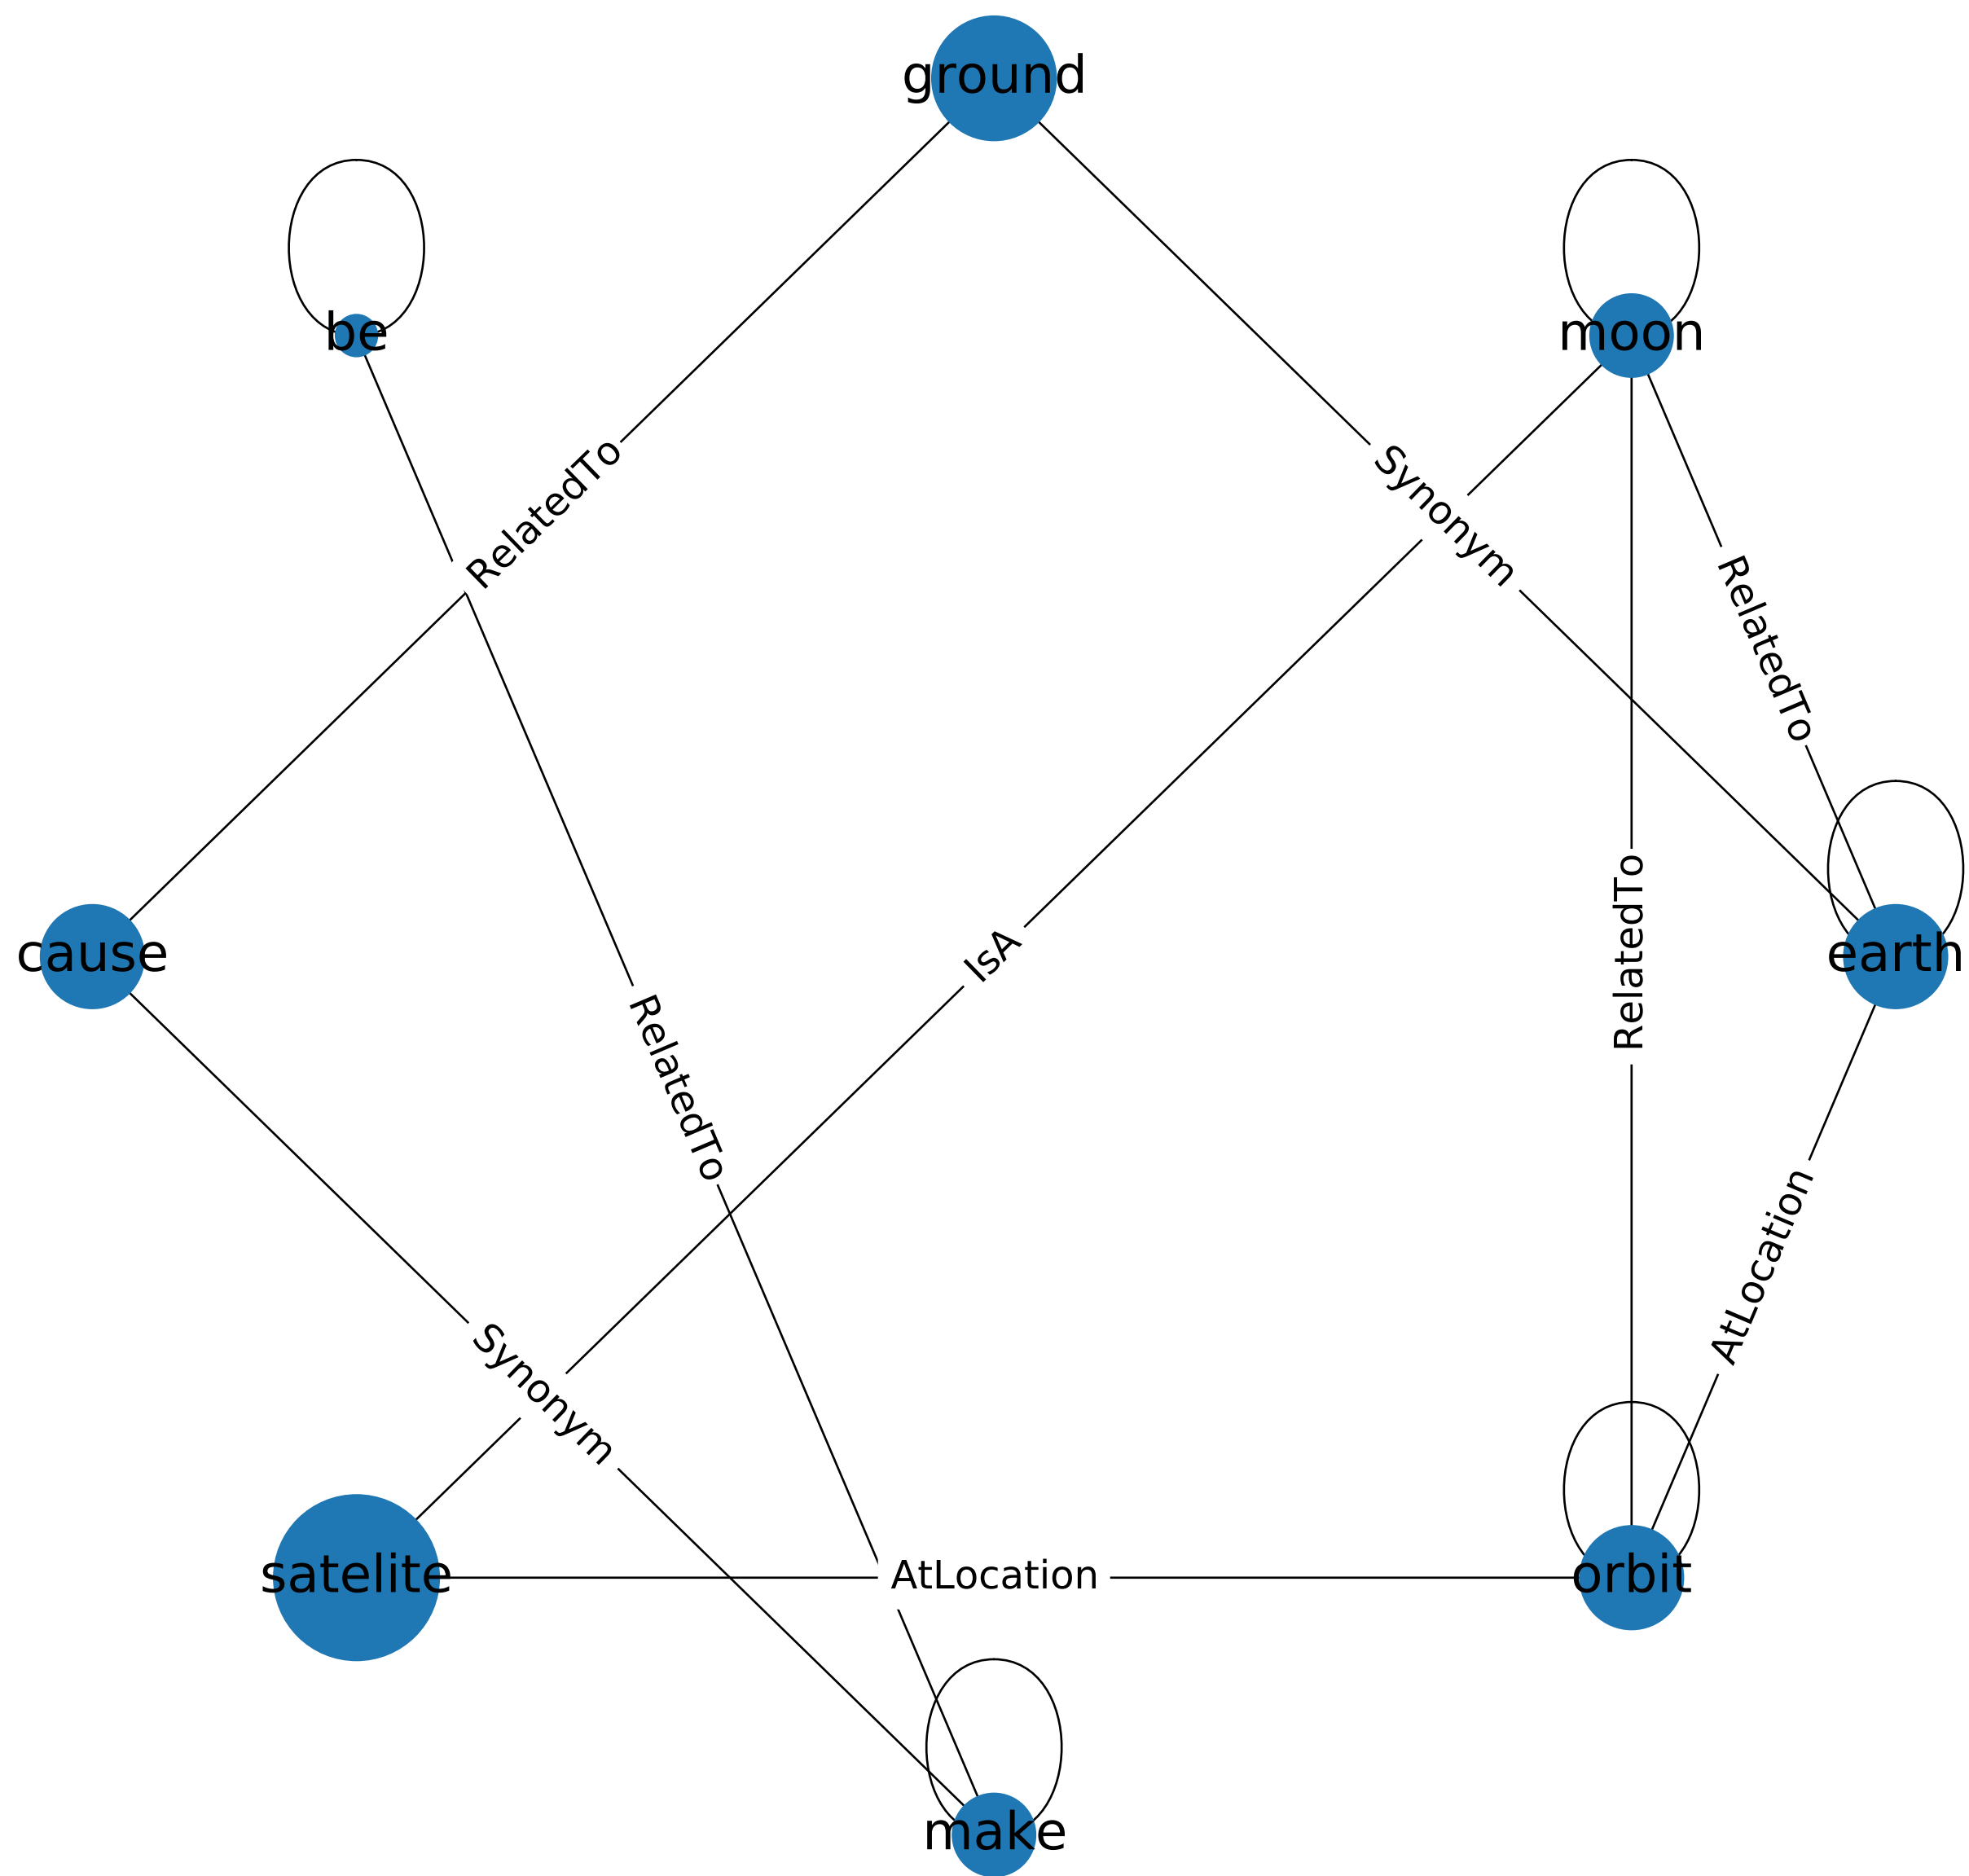 ground
be
moon
RelatedTo
Synonym
RelatedTo
cause
IsA
RelatedTo
earth
RelatedTo
AtLocation
Synonym
satelite
AtLocation
orbit
make